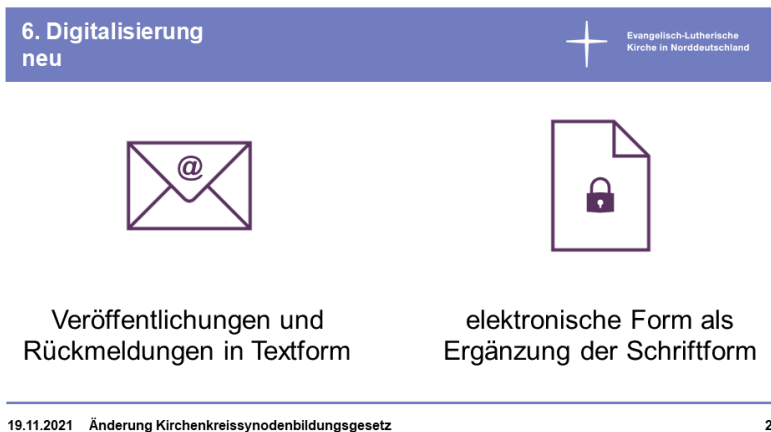 6. Digitalisierung
neu
Evangelisch-Lutherische
Kirche in Norddeutschland
@
Veröffentlichungen und
Rückmeldungen in Textform
elektronische Form als
Ergänzung der Schriftform
19.11.2021 Änderung Kirchenkreissynodenbildungsgesetz